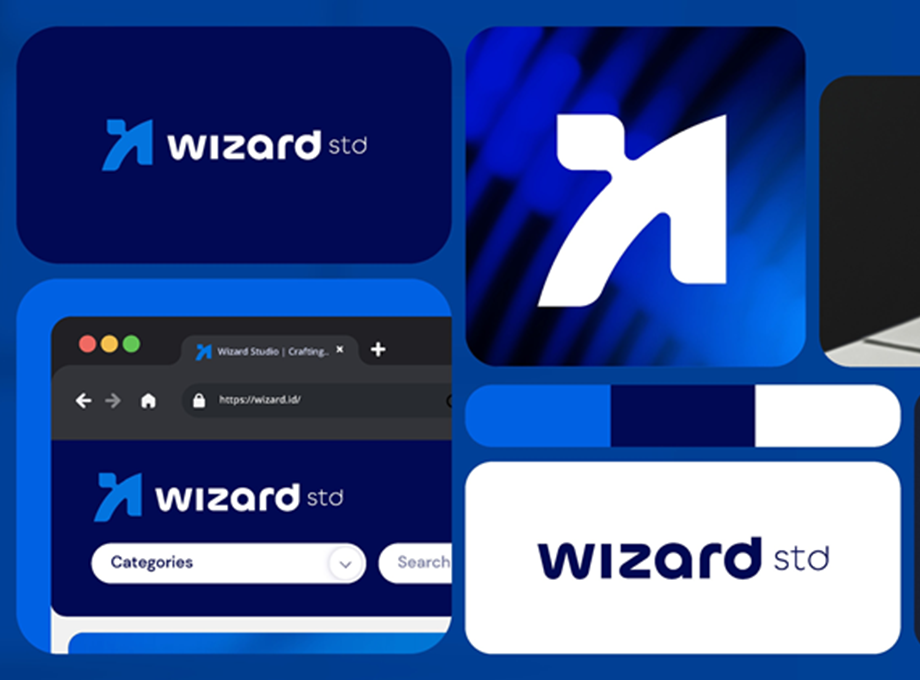 wizard std
Wizard Studio | Crafting..
https://wizard.id/
wizard std
Categories
Search
wizard std